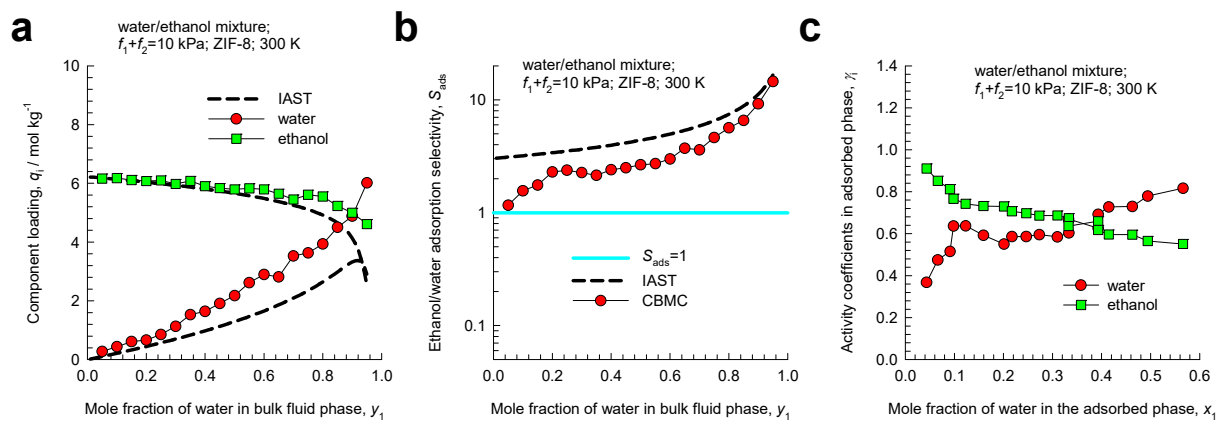 a
water/ethanol mixture;
f₁+f₂=10 kPa; ZIF-8; 300 K
Component loading, qᵢ / mol kg⁻¹
10
8
6
4
2
0
IAST
water
ethanol
0.0 0.2 0.4 0.6 0.8 1.0
Mole fraction of water in bulk fluid phase, y₁
b
water/ethanol mixture;
f₁+f₂=10 kPa; ZIF-8; 300 K
Ethanol/water adsorption selectivity, Sads
10
1
0.1
Sads=1
IAST
CBMC
0.0 0.2 0.4 0.6 0.8 1.0
Mole fraction of water in bulk fluid phase, y₁
c
water/ethanol mixture;
f₁+f₂=10 kPa; ZIF-8; 300 K
Activity coefficients in adsorbed phase, γᵢ
1.4
1.2
1.0
0.8
0.6
0.4
0.2
0.0
water
ethanol
0.0 0.1 0.2 0.3 0.4 0.5 0.6
Mole fraction of water in the adsorbed phase, x₁